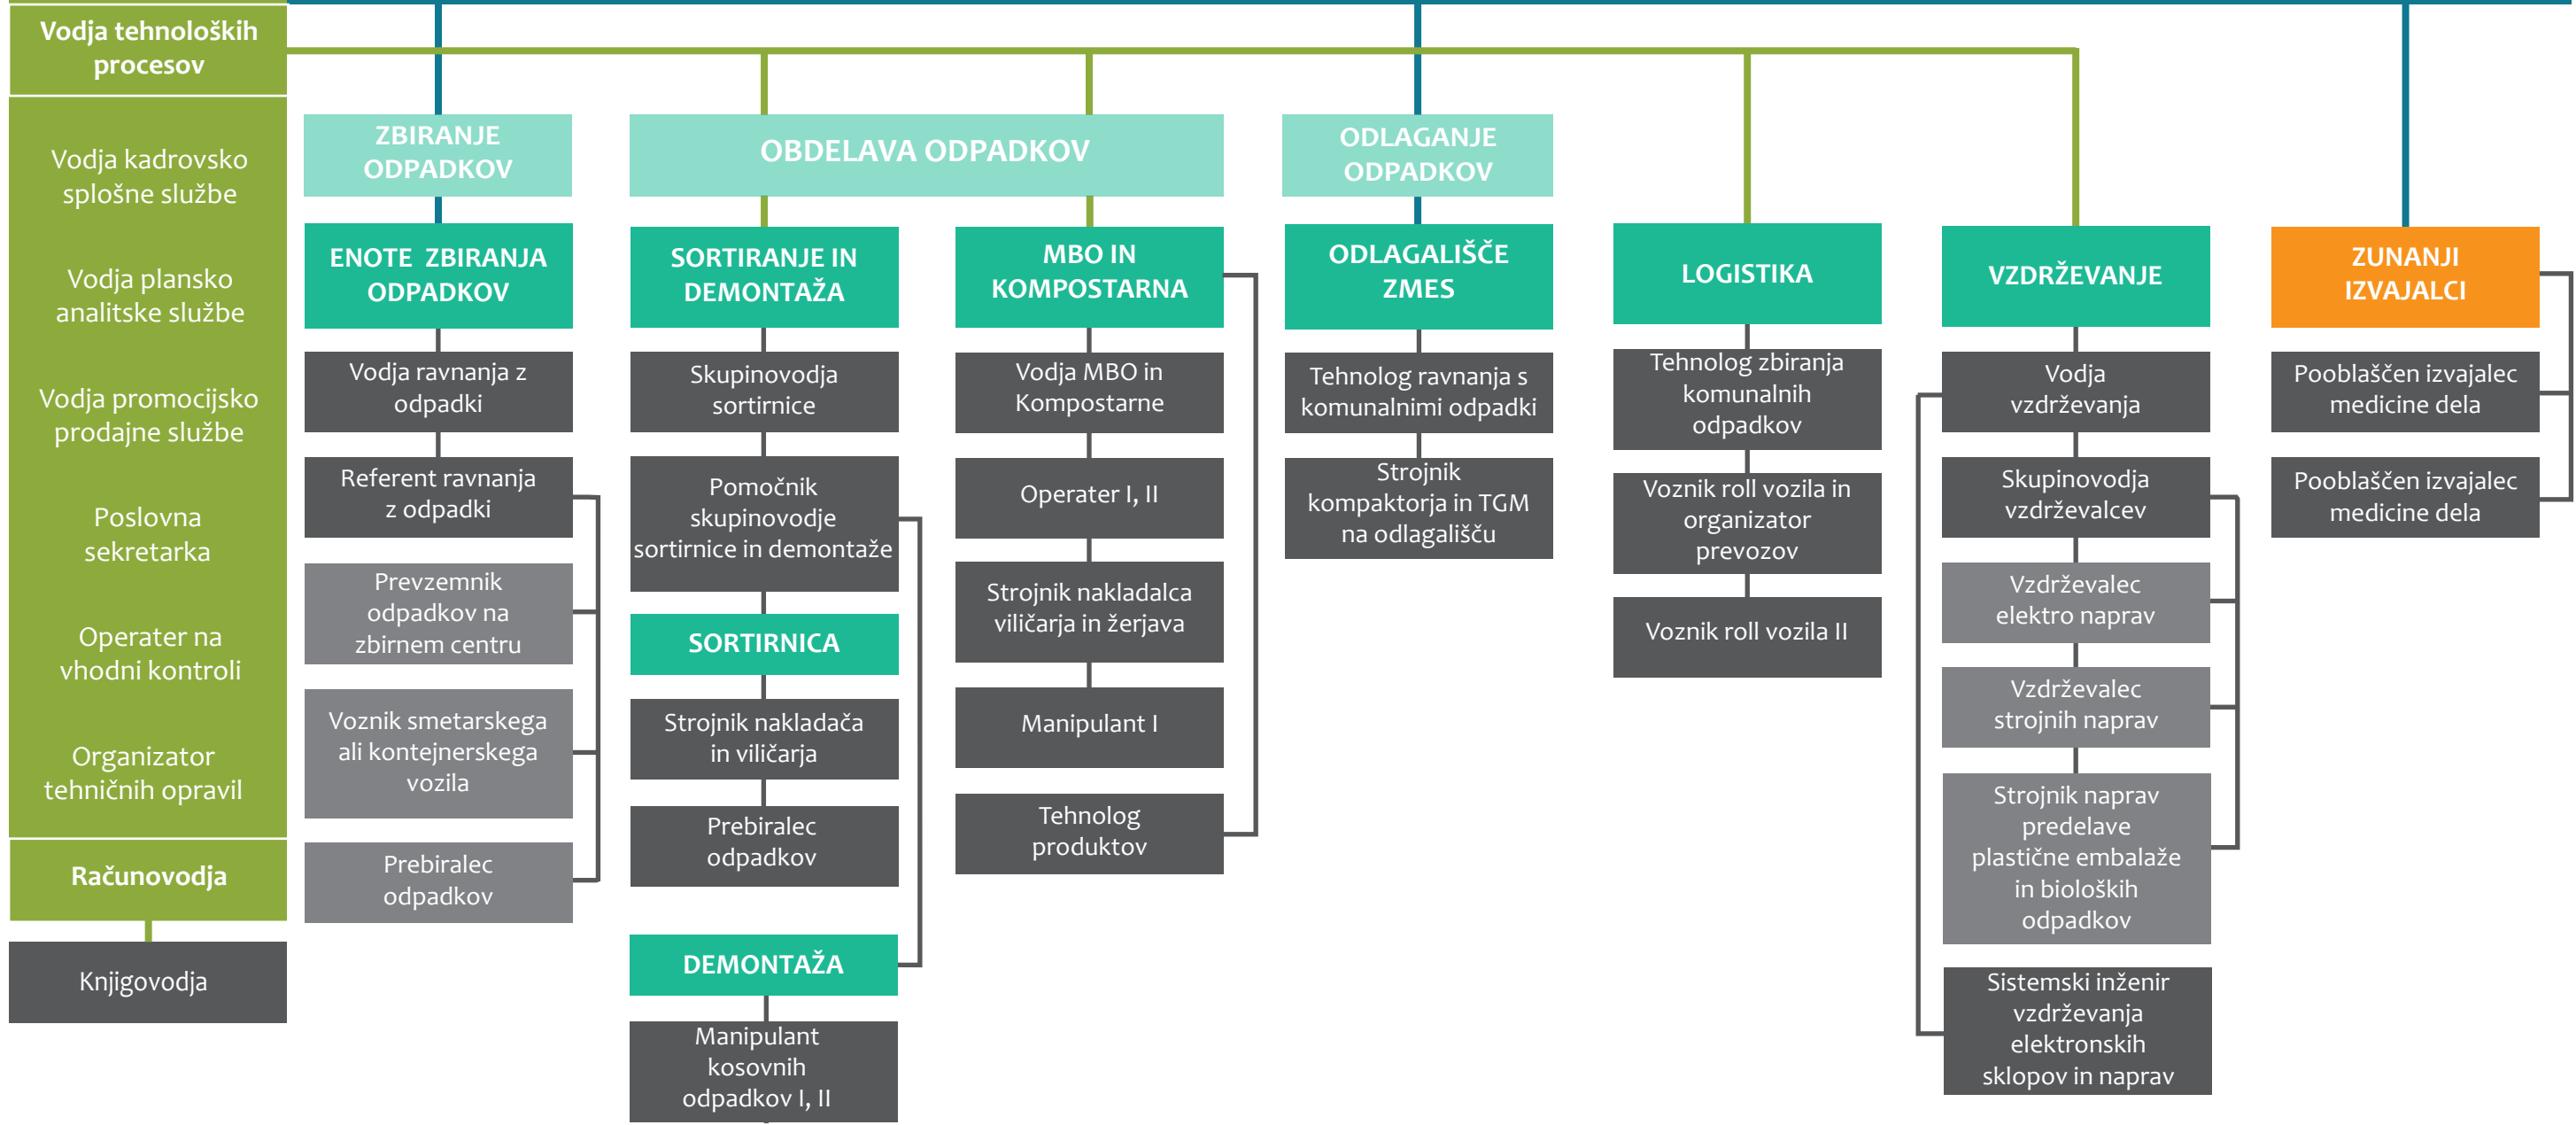 Vodja tehnoloških
procesov
Vodja kadrovsko
splošne službe
Vodja plansko
analitske službe
Vodja promocijsko
prodajne službe
Poslovna
sekretarka
Operater na
vhodni kontroli
Organizator
tehničnih opravil
Računovodja
Knjigovodja
ZBIRANJE
ODPADKOV
ENOTE ZBIRANJA
ODPADKOV
Vodja ravnanja z
odpadki
Referent ravnanja
z odpadki
Prevzemnik
odpadkov na
zbirnem centru
Voznik smetarskega
ali kontejnerskega
vozila
Prebiralec
odpadkov
OBDELAVA ODPADKOV
SORTIRANJE IN
DEMONTAŽA
Skupinovodja
sortirnice
Pomočnik
skupinovodje
sortirnice in demontaže
SORTIRNICA
Strojnik nakladača
in viličarja
Prebiralec
odpadkov
DEMONTAŽA
Manipulant
kosovnih
odpadkov I, II
MBO IN
KOMPOSTARNA
Vodja MBO in
Kompostarne
Operater I, II
Strojnik nakladalca
viličarja in žerjava
Manipulant I
Tehnolog
produktov
ODLAGANJE
ODPADKOV
ODLAGALIŠČE
ZMES
Tehnolog ravnanja s
komunalnimi odpadki
Strojnik
kompaktorja in TGM
na odlagališču
LOGISTIKA
Tehnolog zbiranja
komunalnih
odpadkov
Voznik roll vozila in
organizator
prevozov
Voznik roll vozila II
VZDRŽEVANJE
Vodja
vzdrževanja
Skupinovodja
vzdrževalcev
Vzdrževalec
elektro naprav
Vzdrževalec
strojnih naprav
Strojnik naprav
predelave
plastične embalaže
in bioloških
odpadkov
Sistemski inženir
vzdrževanja
elektronskih
sklopov in naprav
ZUNANJI
IZVAJALCI
Pooblaščen izvajalec
medicine dela
Pooblaščen izvajalec
medicine dela